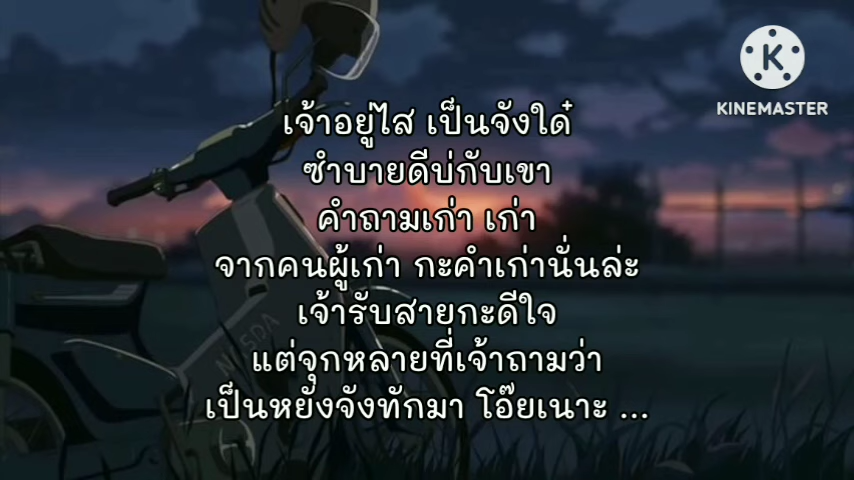 KINEMASTER
เจ้าอยู่ไส เป็นจังใด๋
ซำบายดีบ่กับเขา
คำถามเก่า เก่า
จากคนผู้เก่า กะคำเก่านั่นล่ะ
เจ้ารับสายกะดีใจ
แต่จุกหลายที่เจ้าถามว่า
เป็นหยังจังทักมา โอ๊ยเนาะ ...